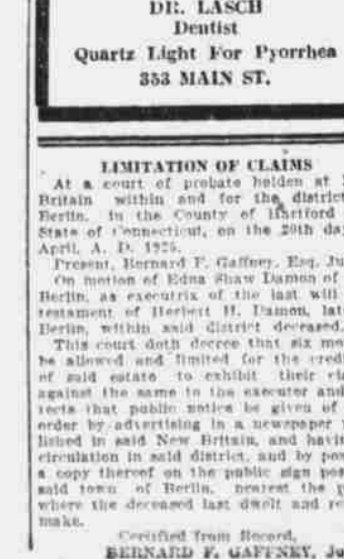 DR. LASCH
Dentist
Quartz Light For Pyorrhea
353 MAIN ST.
LIMITATION OF CLAIMS
At a court of probate holden at
Britain within and for the district
Berlin, in the County of Hartford
State of Connecticut, on the 20th da
April, A. D. 1925.
Present, Bernard F. Gaffney, Esq. Ju
On motion of Edna Shaw Damon of
Berlin, as executrix of the last will
testament of Herbert H. Damon, lat
Berlin, within said district deceased.
This court doth decree that six mo
be allowed and limited for the credi
of said estate to exhibit their cl
against the same to the executor and
rects that public notice be given of
order by advertising in a newspaper
lished in said New Britain, and havin
circulation in said district, and by pos
a copy thereof on the public sign pos
said town of Berlin, nearest the p
where the deceased last dwelt and re
make.
Certified from Record,
BERNARD F. GAFFNEY, Ju